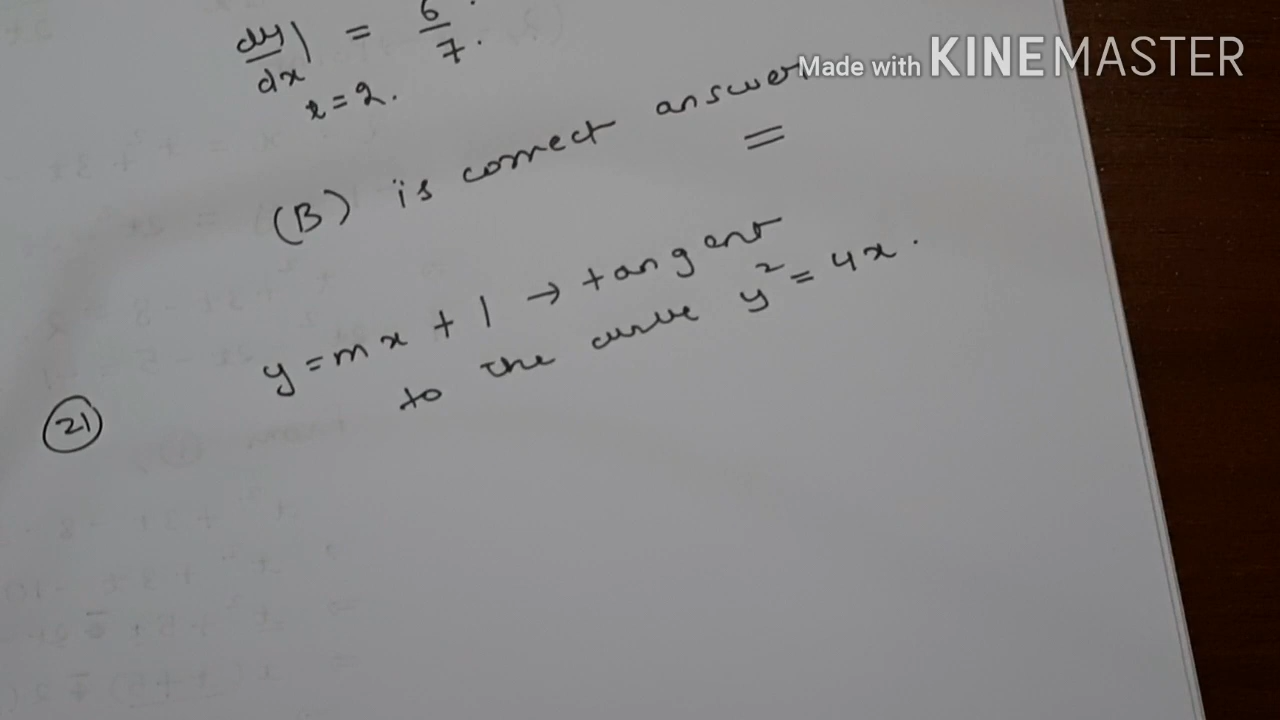 dy/dx| = 6/7.
t=2.
Made with KINEMASTER
(B) is correct answer
(21) y = mx + 1 → tangent
to the curve y² = 4x.